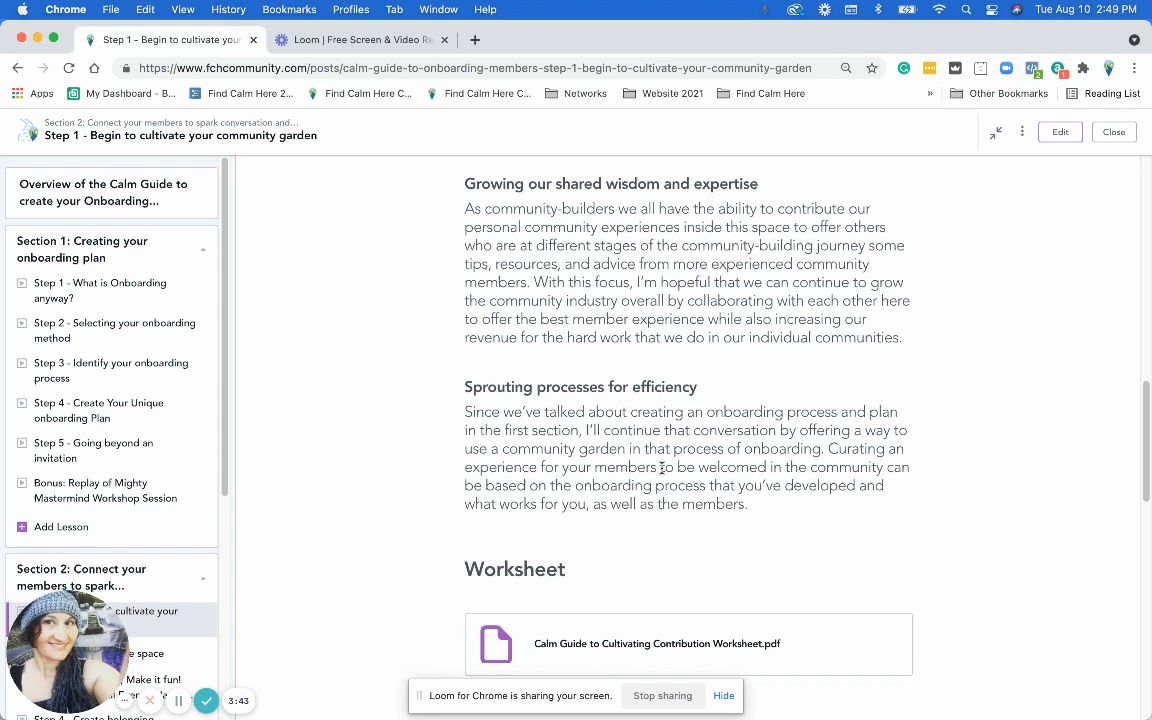 Chrome File Edit View History Bookmarks Profiles Tab Window Help Tue Aug 10 2:49 PM
Step 1 - Begin to cultivate your Loom | Free Screen & Video Re
https://www.fchcommunity.com/posts/calm-guide-to-onboarding-members-step-1-begin-to-cultivate-your-community-garden
Apps My Dashboard - B... Find Calm Here 2... Find Calm Here C... Find Calm Here C... Networks Website 2021 Find Calm Here » Other Bookmarks Reading List
Section 2: Connect your members to spark conversation and...
Step 1 - Begin to cultivate your community garden
Edit Close
Overview of the Calm Guide to
create your Onboarding...
Section 1: Creating your
onboarding plan
Step 1 - What is Onboarding
anyway?
Step 2 - Selecting your onboarding
method
Step 3 - Identify your onboarding
process
Step 4 - Create Your Unique
onboarding Plan
Step 5 - Going beyond an
invitation
Bonus: Replay of Mighty
Mastermind Workshop Session
Add Lesson
Section 2: Connect your
members to spark...
cultivate your
e space
Make it fun!
Step 4 - Create belonging
3:43
Growing our shared wisdom and expertise
As community-builders we all have the ability to contribute our
personal community experiences inside this space to offer others
who are at different stages of the community-building journey some
tips, resources, and advice from more experienced community
members. With this focus, I'm hopeful that we can continue to grow
the community industry overall by collaborating with each other here
to offer the best member experience while also increasing our
revenue for the hard work that we do in our individual communities.
Sprouting processes for efficiency
Since we've talked about creating an onboarding process and plan
in the first section, I'll continue that conversation by offering a way to
use a community garden in that process of onboarding. Curating an
experience for your members to be welcomed in the community can
be based on the onboarding process that you've developed and
what works for you, as well as the members.
Worksheet
Calm Guide to Cultivating Contribution Worksheet.pdf
Loom for Chrome is sharing your screen. Stop sharing Hide